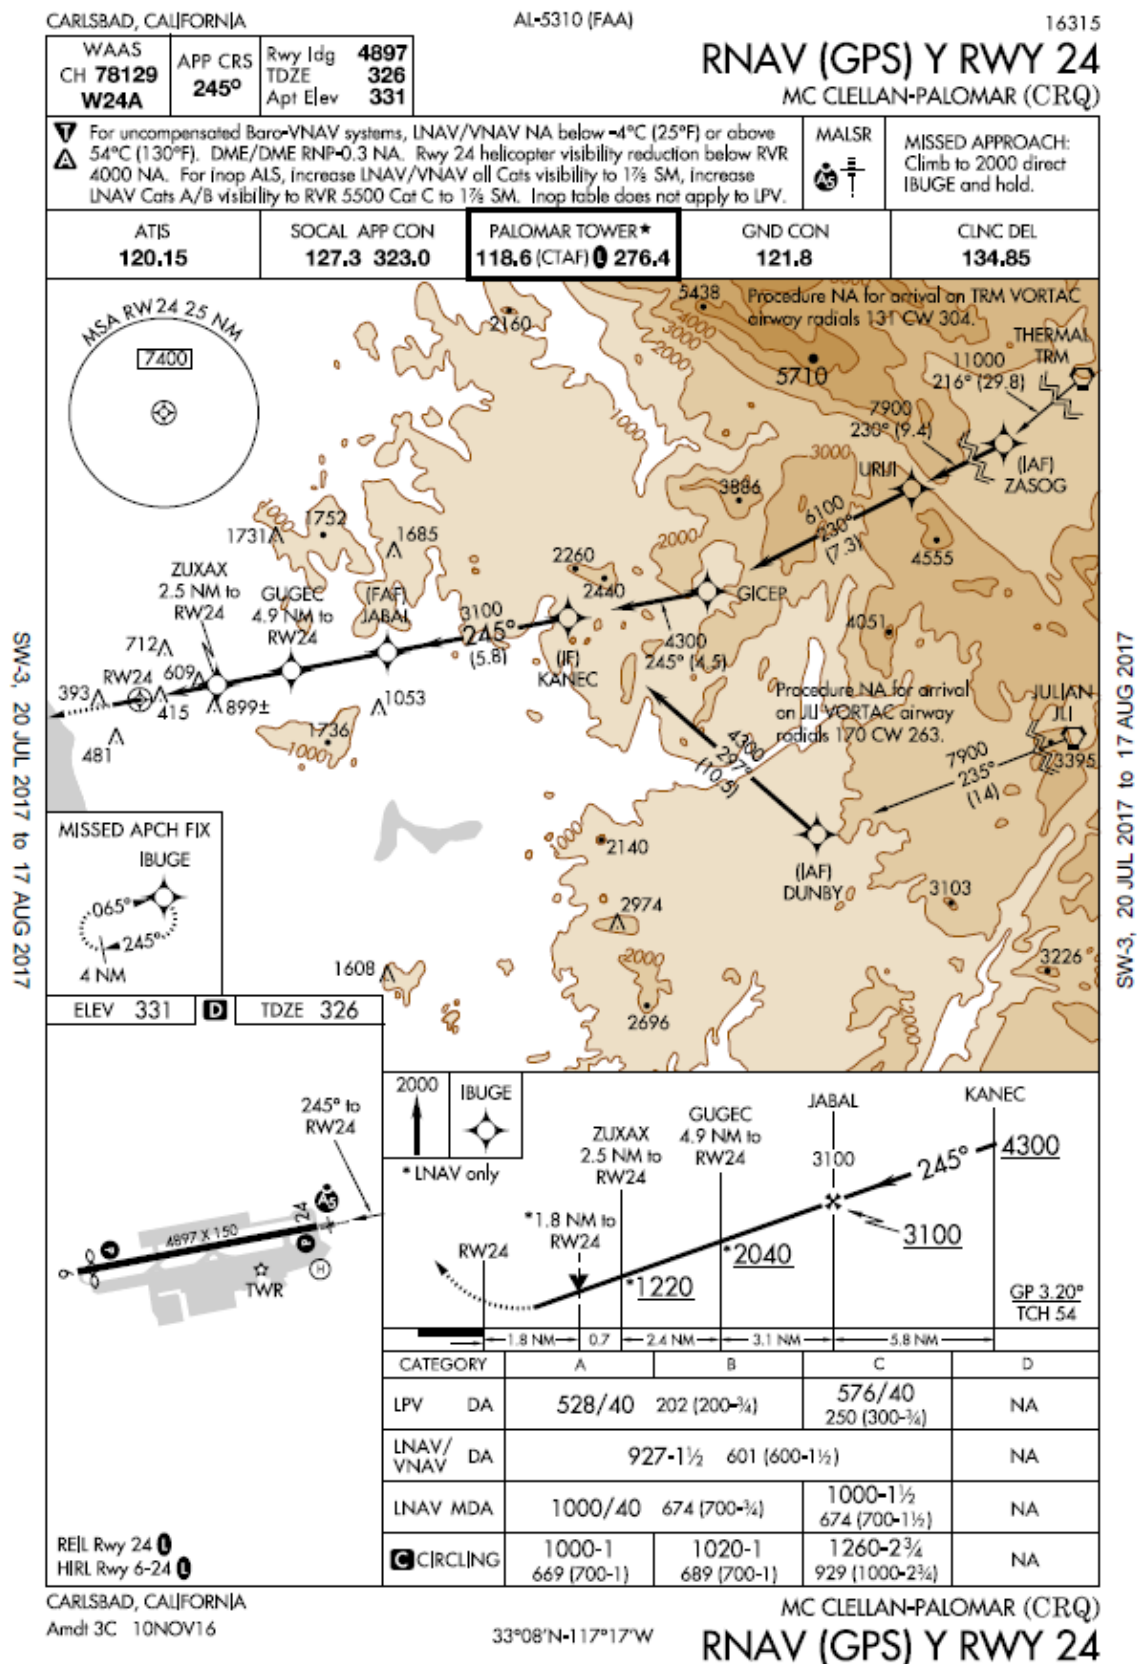 CARLSBAD, CALIFORNIA
AL-5310 (FAA)
16315
WAAS
CH 78129
W24A
APP CRS
245°
Rwy ldg 4897
TDZE 326
Apt Elev 331
RNAV (GPS) Y RWY 24
MC CLELLAN-PALOMAR (CRQ)
T
A
For uncompensated Baro-VNAV systems, LNAV/VNAV NA below -4°C (25°F) or above
54°C (130°F). DME/DME RNP-0.3 NA. Rwy 24 helicopter visibility reduction below RVR
4000 NA. For inop ALS, increase LNAV/VNAV all Cats visibility to 1⅞ SM, increase
LNAV Cats A/B visibility to RVR 5500 Cat C to 1⅞ SM. Inop table does not apply to LPV.
MALSR
A5
MISSED APPROACH:
Climb to 2000 direct
IBUGE and hold.
ATIS
120.15
SOCAL APP CON
127.3 323.0
PALOMAR TOWER★
118.6 (CTAF) L 276.4
GND CON
121.8
CLNC DEL
134.85
MSA RW24 25 NM
7400
2160
5438
4000
3000
2000
5710
Procedure NA for arrival on TRM VORTAC
airway radials 131 CW 304.
THERMAL
TRM
11000
216° (29.8)
7900
230° (9.4)
(IAF)
ZASOG
URIJI
1000
3000
3886
6100
230°
(7.3)
4555
2000
1000
1752
1731
1685
2260
2440
GICEP
ZUXAX
2.5 NM to
RW24
GUGEC
4.9 NM to
RW24
(FAF)
JABAL
3100
245°
(5.8)
(IF)
KANEC
4300
245° (4.5)
4051
712
RW24
609
393
415
899±
1053
481
1736
1000
Procedure NA for arrival
on JLI VORTAC airway
radials 170 CW 263.
JULIAN
JLI
3395
7900
235°
(14)
4300
297°
(10.5)
1000
2140
(IAF)
DUNBY
3103
2974
2000
3226
1608
2696
MISSED APCH FIX
IBUGE
065°
245°
4 NM
SW-3, 20 JUL 2017 to 17 AUG 2017
SW-3, 20 JUL 2017 to 17 AUG 2017
ELEV 331
D
TDZE 326
245° to
RW24
A5
24
4897 X 150
A
P
H
6
TWR
REIL Rwy 24 L
HIRL Rwy 6-24 L
2000
IBUGE
* LNAV only
ZUXAX
2.5 NM to
RW24
GUGEC
4.9 NM to
RW24
JABAL
KANEC
3100
245°
4300
3100
*1.8 NM to
RW24
RW24
*2040
*1220
GP 3.20°
TCH 54
1.8 NM
0.7
2.4 NM
3.1 NM
5.8 NM
CATEGORY A B C D
LPV DA 528/40 202 (200-¾) 576/40 250 (300-¾) NA
LNAV/VNAV DA 927-1½ 601 (600-1½) NA
LNAV MDA 1000/40 674 (700-¾) 1000-1½ 674 (700-1½) NA
C CIRCLING 1000-1 669 (700-1) 1020-1 689 (700-1) 1260-2¾ 929 (1000-2¾) NA
CARLSBAD, CALIFORNIA
Amdt 3C 10NOV16
33°08'N-117°17'W
MC CLELLAN-PALOMAR (CRQ)
RNAV (GPS) Y RWY 24